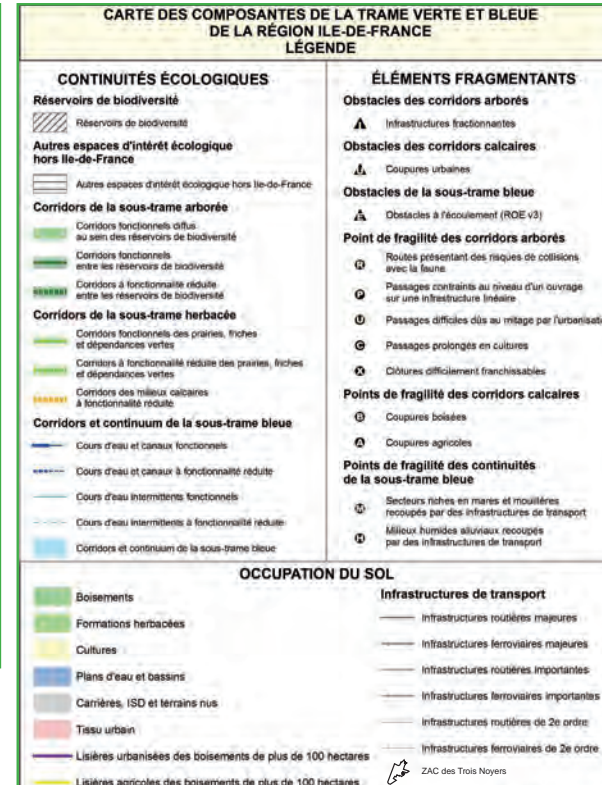 CARTE DES COMPOSANTES DE LA TRAME VERTE ET BLEUE
DE LA RÉGION ILE-DE-FRANCE
LÉGENDE
CONTINUITÉS ÉCOLOGIQUES
Réservoirs de biodiversité
Réservoirs de biodiversité
Autres espaces d'intérêt écologique
hors Ile-de-France
Autres espaces d'intérêt écologique hors Ile-de-France
Corridors de la sous-trame arborée
Corridors fonctionnels diffus
au sein des réservoirs de biodiversité
Corridors fonctionnels
entre les réservoirs de biodiversité
Corridors à fonctionnalité réduite
entre les réservoirs de biodiversité
Corridors de la sous-trame herbacée
Corridors fonctionnels des prairies, friches
et dépendances vertes
Corridors à fonctionnalité réduite des prairies, friches
et dépendances vertes
Corridors des milieux calcaires
à fonctionnalité réduite
Corridors et continuum de la sous-trame bleue
Cours d'eau et canaux fonctionnels
Cours d'eau et canaux à fonctionnalité réduite
Cours d'eau intermittents fonctionnels
Cours d'eau intermittents à fonctionnalité réduite
Corridors et continuum de la sous-trame bleue
ÉLÉMENTS FRAGMENTANTS
Obstacles des corridors arborés
Infrastructures fractionnantes
Obstacles des corridors calcaires
Coupures urbaines
Obstacles de la sous-trame bleue
Obstacles à l'écoulement (ROE v3)
Point de fragilité des corridors arborés
R Routes présentant des risques de collisions
avec la faune
P Passages contraints au niveau d'un ouvrage
sur une infrastructure linéaire
U Passages difficiles dûs au mitage par l'urbanisati
C Passages prolongés en cultures
X Clôtures difficilement franchissables
Points de fragilité des corridors calcaires
B Coupures boisées
A Coupures agricoles
Points de fragilité des continuités
de la sous-trame bleue
M Secteurs riches en mares et mouillères
recoupés par des infrastructures de transport
H Milieux humides alluviaux recoupés
par des infrastructures de transport
OCCUPATION DU SOL
Boisements
Formations herbacées
Cultures
Plans d'eau et bassins
Carrières, ISD et terrains nus
Tissu urbain
Lisières urbanisées des boisements de plus de 100 hectares
Lisières agricoles des boisements de plus de 100 hectares
Infrastructures de transport
Infrastructures routières majeures
Infrastructures ferroviaires majeures
Infrastructures routières importantes
Infrastructures ferroviaires importantes
Infrastructures routières de 2e ordre
Infrastructures ferroviaires de 2e ordre
ZAC des Trois Noyers